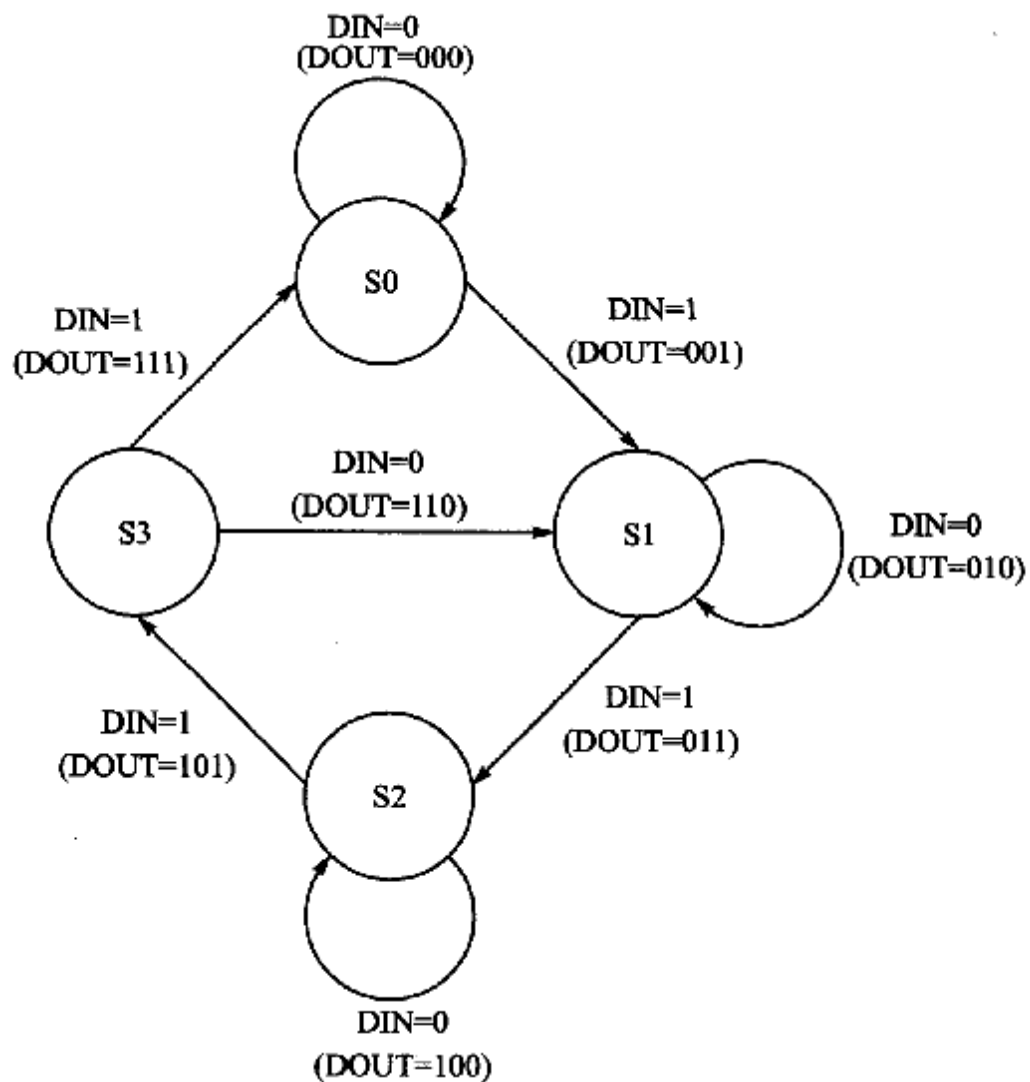 DIN=0
(DOUT=000)
S0
DIN=1
(DOUT=111)
DIN=1
(DOUT=001)
DIN=0
(DOUT=110)
S3
S1
DIN=0
(DOUT=010)
DIN=1
(DOUT=101)
DIN=1
(DOUT=011)
S2
DIN=0
(DOUT=100)